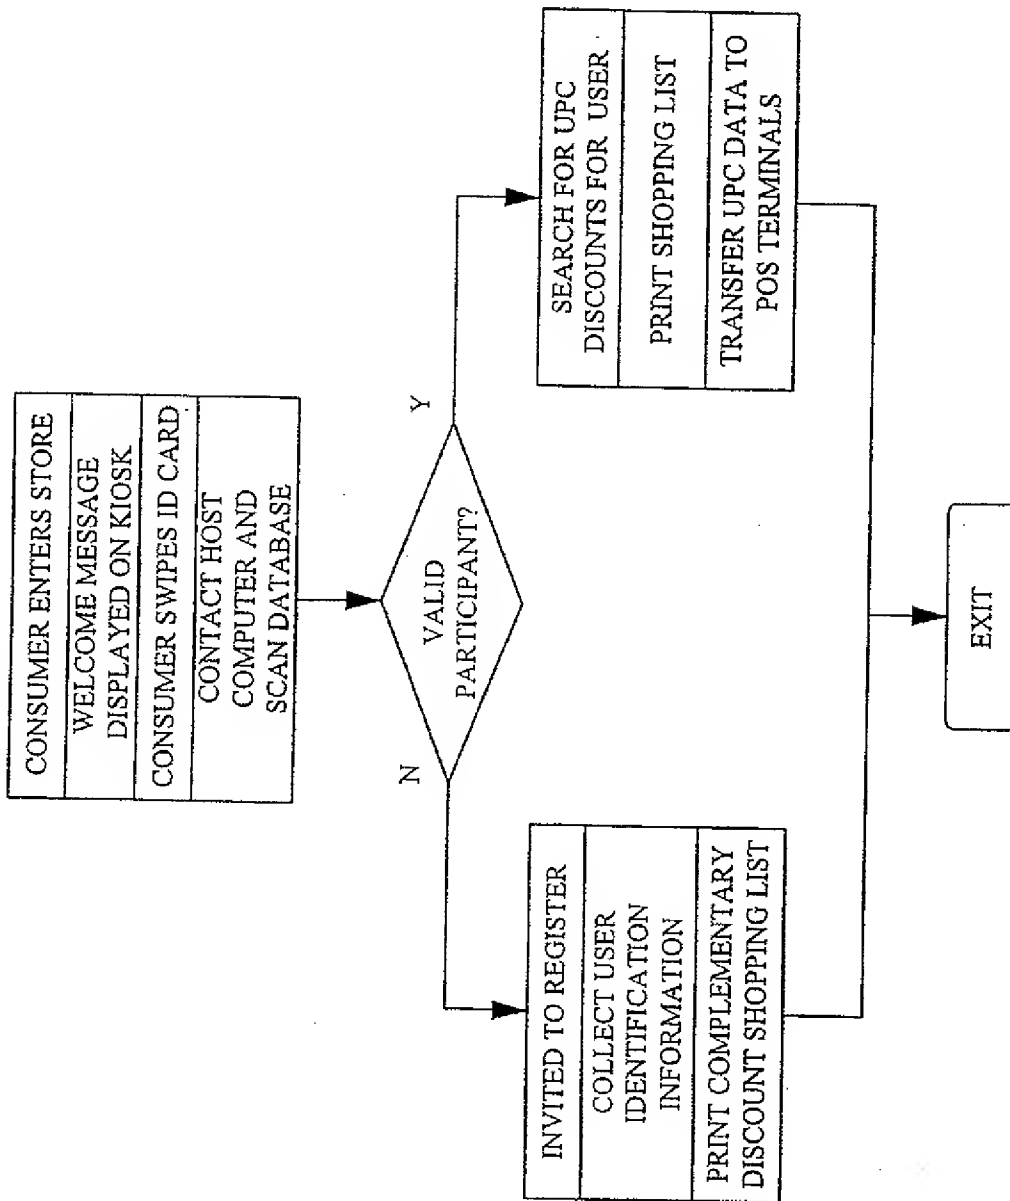 CONSUMER ENTERS STORE
WELCOME MESSAGE
DISPLAYED ON KIOSK
CONSUMER SWIPES ID CARD
CONTACT HOST
COMPUTER AND
SCAN DATABASE
VALID
PARTICIPANT?
N
Y
INVITED TO REGISTER
COLLECT USER
IDENTIFICATION
INFORMATION
PRINT COMPLEMENTARY
DISCOUNT SHOPPING LIST
SEARCH FOR UPC
DISCOUNTS FOR USER
PRINT SHOPPING LIST
TRANSFER UPC DATA TO
POS TERMINALS
EXIT